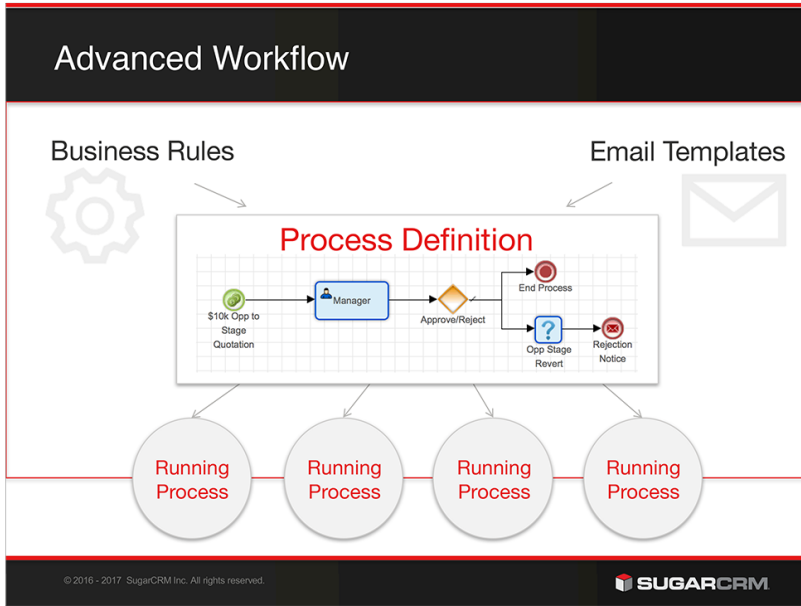 Advanced Workflow
Business Rules
Email Templates
Process Definition
$10k Opp to
Stage
Quotation
Manager
Approve/Reject
End Process
Opp Stage
Revert
Rejection
Notice
Running
Process
Running
Process
Running
Process
Running
Process
© 2016 - 2017 SugarCRM Inc. All rights reserved.
SUGARCRM